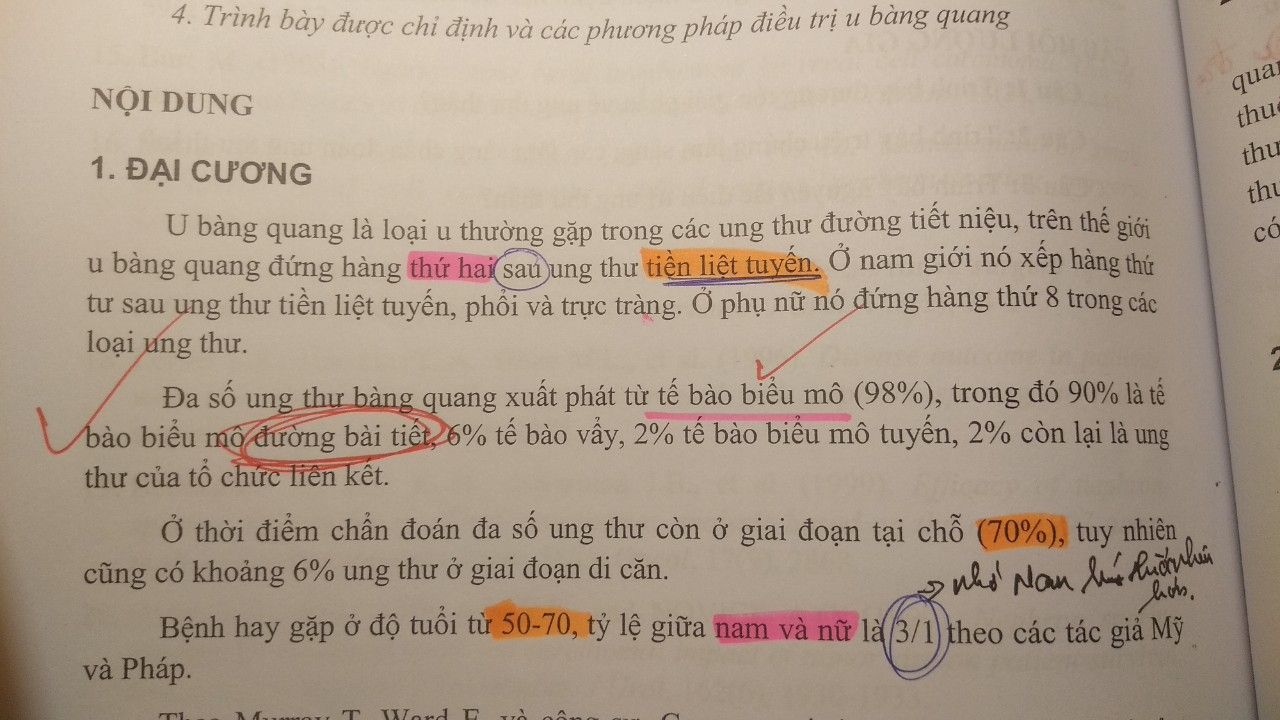 4. Trình bày được chỉ định và các phương pháp điều trị u bàng quang
NỘI DUNG
1. ĐẠI CƯƠNG
U bàng quang là loại u thường gặp trong các ung thư đường tiết niệu, trên thế giới
u bàng quang đứng hàng thứ hai sau ung thư tiền liệt tuyến. Ở nam giới nó xếp hàng thứ
tư sau ung thư tiền liệt tuyến, phổi và trực tràng. Ở phụ nữ nó đứng hàng thứ 8 trong các
loại ung thư.
Đa số ung thư bàng quang xuất phát từ tế bào biểu mô (98%), trong đó 90% là tế
bào biểu mô đường bài tiết, 6% tế bào vẩy, 2% tế bào biểu mô tuyến, 2% còn lại là ung
thư của tổ chức liên kết.
Ở thời điểm chẩn đoán đa số ung thư còn ở giai đoạn tại chỗ (70%), tuy nhiên
cũng có khoảng 6% ung thư ở giai đoạn di căn.
nhớ Nam hút thuốc nhiều
hơn.
Bệnh hay gặp ở độ tuổi từ 50-70, tỷ lệ giữa nam và nữ là 3/1 theo các tác giả Mỹ
và Pháp.
Theo Murray T, Ward E, và cộng sự,
quan
thu
thư
có
2